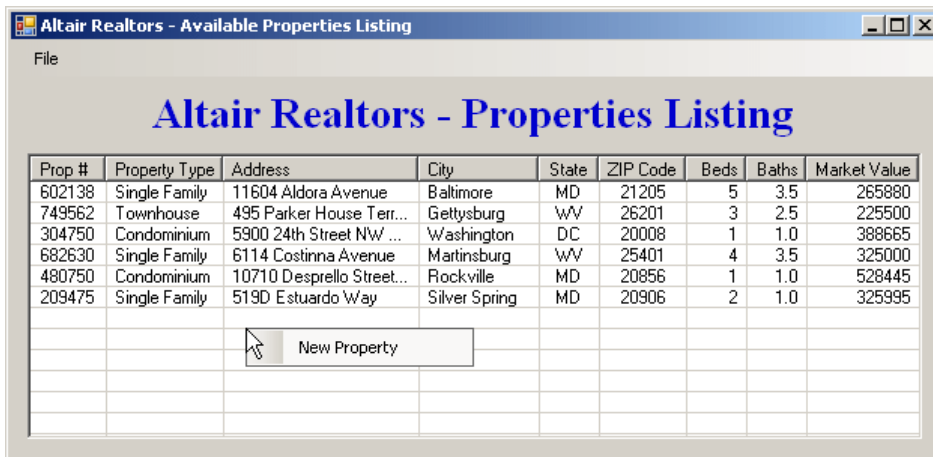 Altair Realtors - Available Properties Listing
File
Altair Realtors - Properties Listing
Prop # Property Type Address City State ZIP Code Beds Baths Market Value
602138 Single Family 11604 Aldora Avenue Baltimore MD 21205 5 3.5 265880
749562 Townhouse 495 Parker House Terr... Gettysburg WV 26201 3 2.5 225500
304750 Condominium 5900 24th Street NW ... Washington DC 20008 1 1.0 388665
682630 Single Family 6114 Costinna Avenue Martinsburg WV 25401 4 3.5 325000
480750 Condominium 10710 Desprello Street... Rockville MD 20856 1 1.0 528445
209475 Single Family 519D Estuardo Way Silver Spring MD 20906 2 1.0 325995
New Property